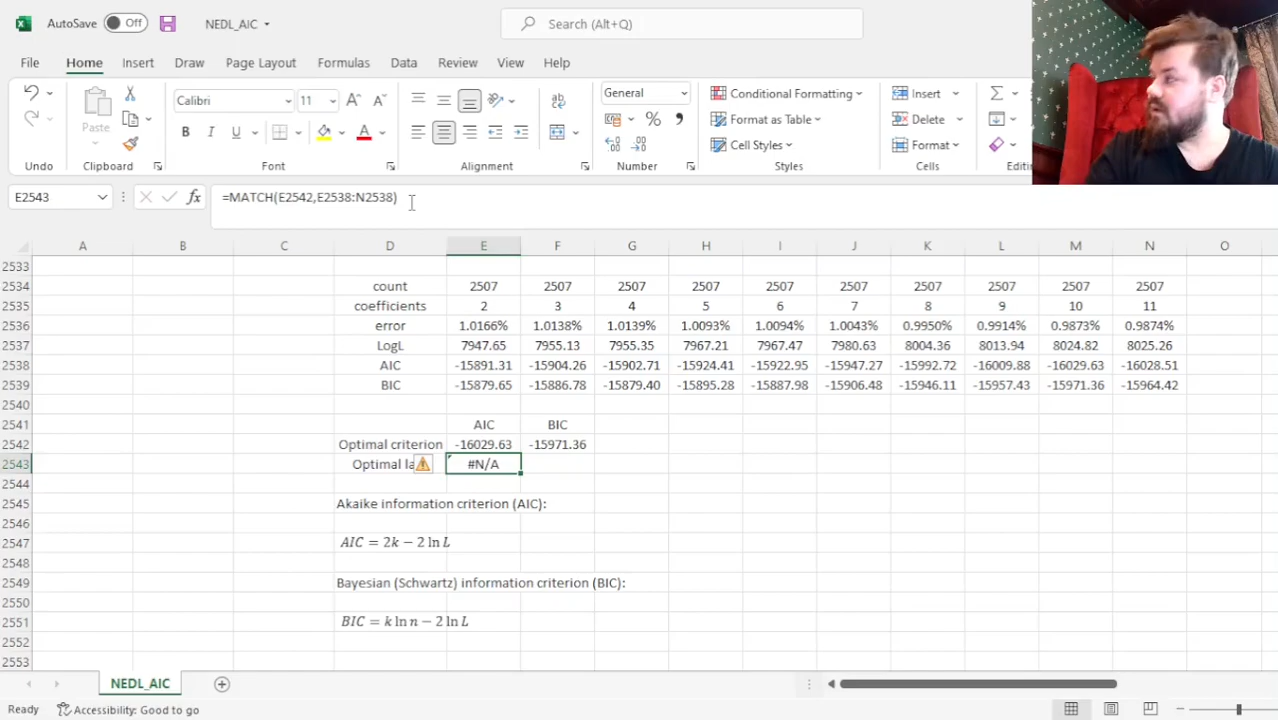 AutoSave Off NEDL_AIC Search (Alt+Q)
File Home Insert Draw Page Layout Formulas Data Review View Help
Calibri 11 General Conditional Formatting Insert
Paste Format as Table Delete
B I U A Cell Styles Format
Undo Clipboard Font Alignment Number Styles Cells Editin
E2543 fx =MATCH(E2542,E2538:N2538)
A B C D E F G H I J K L M N O
2533
2534 count 2507 2507 2507 2507 2507 2507 2507 2507 2507 2507
2535 coefficients 2 3 4 5 6 7 8 9 10 11
2536 error 1.0166% 1.0138% 1.0139% 1.0093% 1.0094% 1.0043% 0.9950% 0.9914% 0.9873% 0.9874%
2537 LogL 7947.65 7955.13 7955.35 7967.21 7967.47 7980.63 8004.36 8013.94 8024.82 8025.26
2538 AIC -15891.31 -15904.26 -15902.71 -15924.41 -15922.95 -15947.27 -15992.72 -16009.88 -16029.63 -16028.51
2539 BIC -15879.65 -15886.78 -15879.40 -15895.28 -15887.98 -15906.48 -15946.11 -15957.43 -15971.36 -15964.42
2540
2541 AIC BIC
2542 Optimal criterion -16029.63 -15971.36
2543 Optimal la #N/A
2544
2545 Akaike information criterion (AIC):
2546
2547 AIC = 2k − 2 ln L
2548
2549 Bayesian (Schwartz) information criterion (BIC):
2550
2551 BIC = k ln n − 2 ln L
2552
2553
NEDL_AIC
Ready Accessibility: Good to go